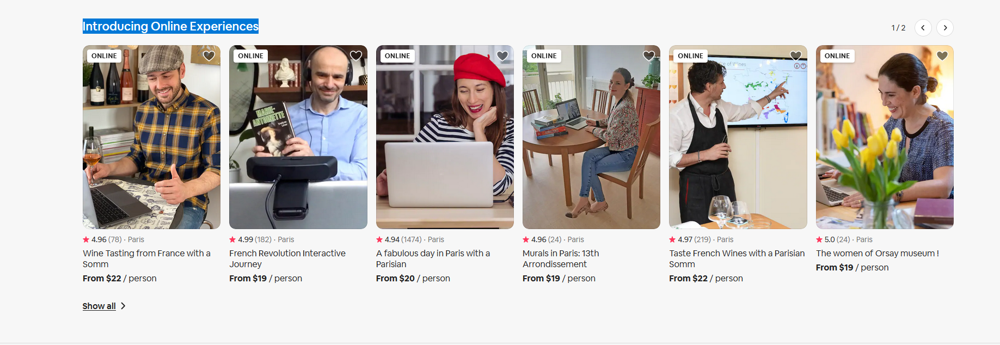 Introducing Online Experiences
1 / 2
ONLINE
ONLINE
ONLINE
ONLINE
ONLINE
ONLINE
MARIE-
ANTOINETTE
ce of Wines
★ 4.96 (78) · Paris
Wine Tasting from France with a
Somm
From $22 / person
★ 4.99 (182) · Paris
French Revolution Interactive
Journey
From $19 / person
★ 4.94 (1474) · Paris
A fabulous day in Paris with a
Parisian
From $20 / person
★ 4.96 (24) · Paris
Murals in Paris: 13th
Arrondissement
From $19 / person
★ 4.97 (219) · Paris
Taste French Wines with a Parisian
Somm
From $22 / person
★ 5.0 (24) · Paris
The women of Orsay museum !
From $19 / person
Show all